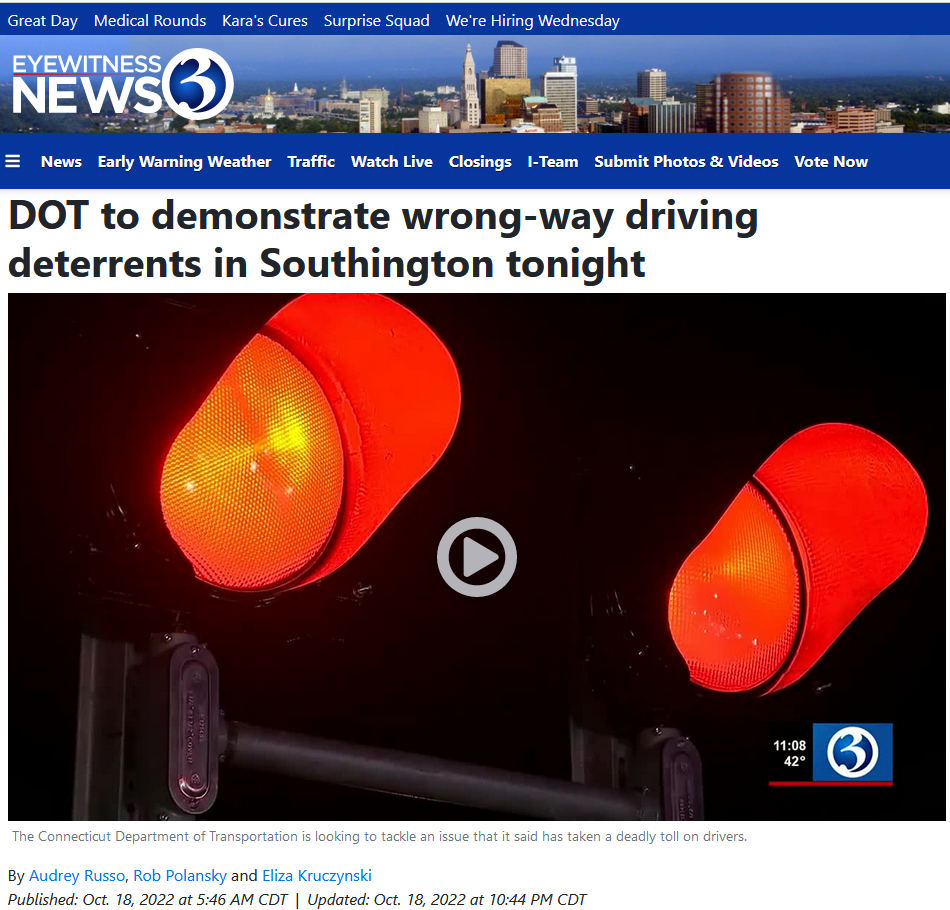 Great Day Medical Rounds Kara's Cures Surprise Squad We're Hiring Wednesday
EYEWITNESS
NEWS 3
News Early Warning Weather Traffic Watch Live Closings I-Team Submit Photos & Videos Vote Now
DOT to demonstrate wrong-way driving
deterrents in Southington tonight
11:08
42°
3
The Connecticut Department of Transportation is looking to tackle an issue that it said has taken a deadly toll on drivers.
By Audrey Russo, Rob Polansky and Eliza Kruczynski
Published: Oct. 18, 2022 at 5:46 AM CDT | Updated: Oct. 18, 2022 at 10:44 PM CDT